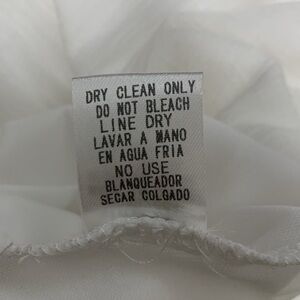 DRY CLEAN ONLY
DO NOT BLEACH
LINE DRY
LAVAR A MANO
EN AGUA FRIA
NO USE
BLANQUEADOR
SECAR COLGADO